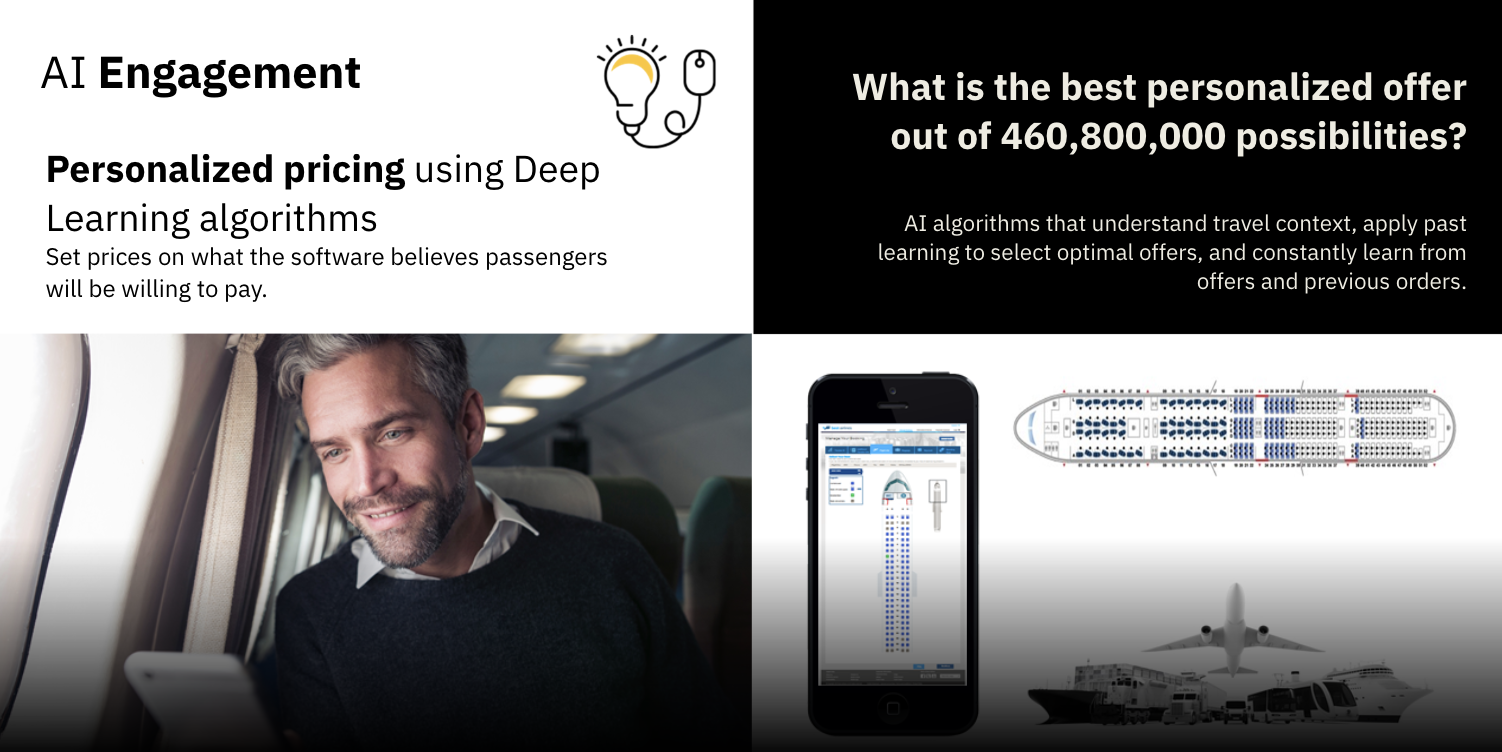 AI Engagement
Personalized pricing using Deep
Learning algorithms
Set prices on what the software believes passengers
will be willing to pay.
What is the best personalized offer
out of 460,800,000 possibilities?
AI algorithms that understand travel context, apply past
learning to select optimal offers, and constantly learn from
offers and previous orders.